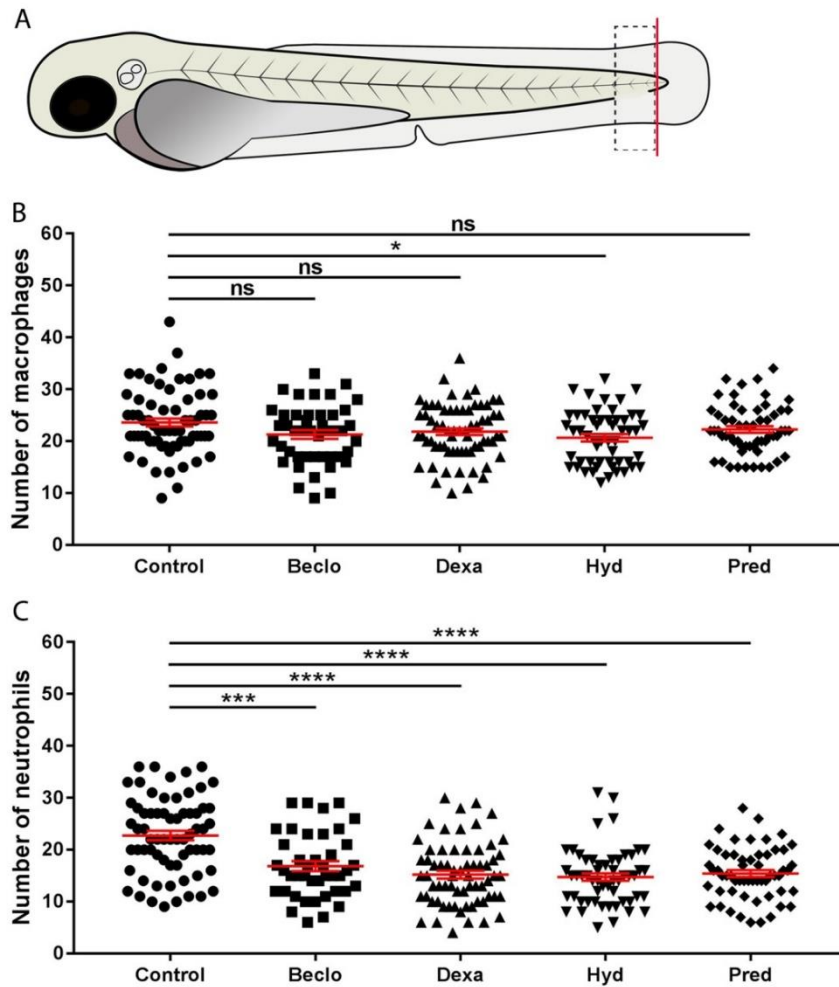 A
B
Number of macrophages
60
50
40
30
20
10
0
ns
*
ns
ns
Control Beclo Dexa Hyd Pred
C
Number of neutrophils
60
50
40
30
20
10
0
****
****
****
***
Control Beclo Dexa Hyd Pred